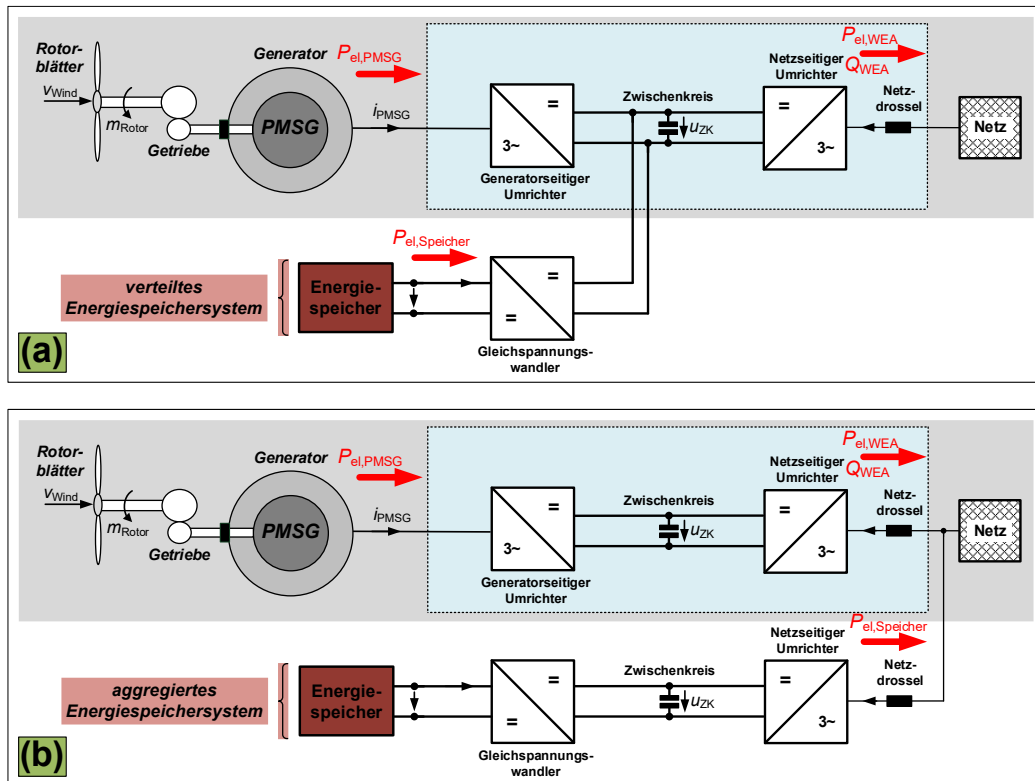 Rotor-
blätter
vWind
mRotor
Getriebe
Generator
PMSG
Pel,PMSG
iPMSG
=
3~
Generatorseitiger
Umrichter
Zwischenkreis
uZK
Netzseitiger
Umrichter
=
3~
Pel,WEA
QWEA
Netz-
drossel
Netz
verteiltes
Energiespeichersystem
Energie-
speicher
Pel,Speicher
=
=
Gleichspannungs-
wandler
(a)
Rotor-
blätter
vWind
mRotor
Getriebe
Generator
PMSG
Pel,PMSG
iPMSG
=
3~
Generatorseitiger
Umrichter
Zwischenkreis
uZK
Netzseitiger
Umrichter
=
3~
Pel,WEA
QWEA
Netz-
drossel
Netz
aggregiertes
Energiespeichersystem
Energie-
speicher
=
=
Gleichspannungs-
wandler
Zwischenkreis
uZK
Netzseitiger
Umrichter
=
3~
Pel,Speicher
Netz-
drossel
(b)